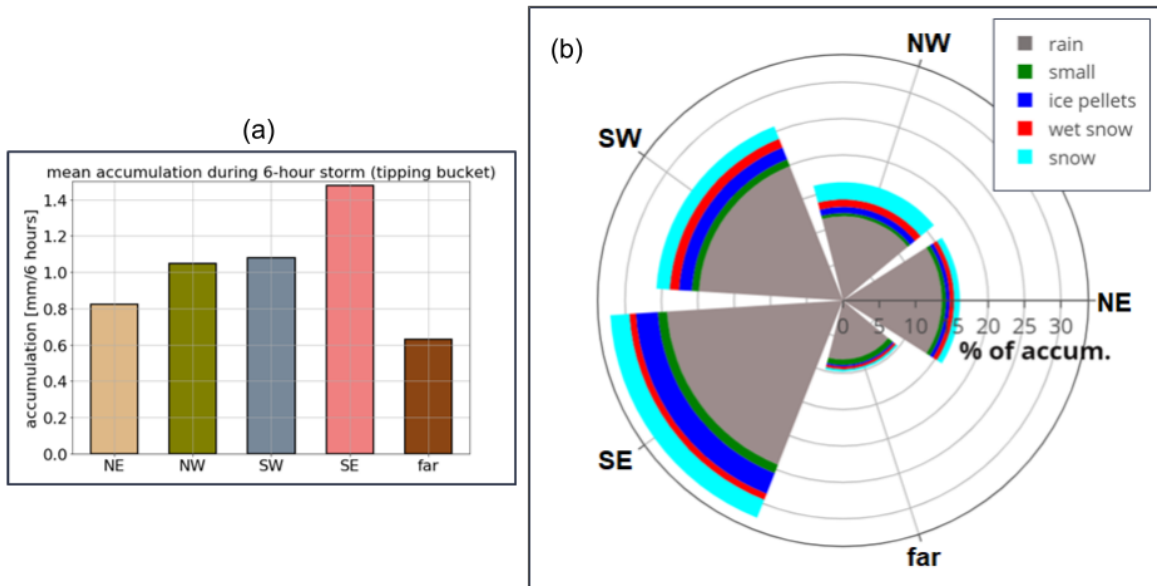 (a)
mean accumulation during 6-hour storm (tipping bucket)
accumulation [mm/6 hours]
1.4
1.2
1.0
0.8
0.6
0.4
0.2
0.0
NE NW SW SE far
(b)
NW
rain
small
ice pellets
wet snow
snow
SW
NE
0 5 10 15 20 25 30
% of accum.
SE
far